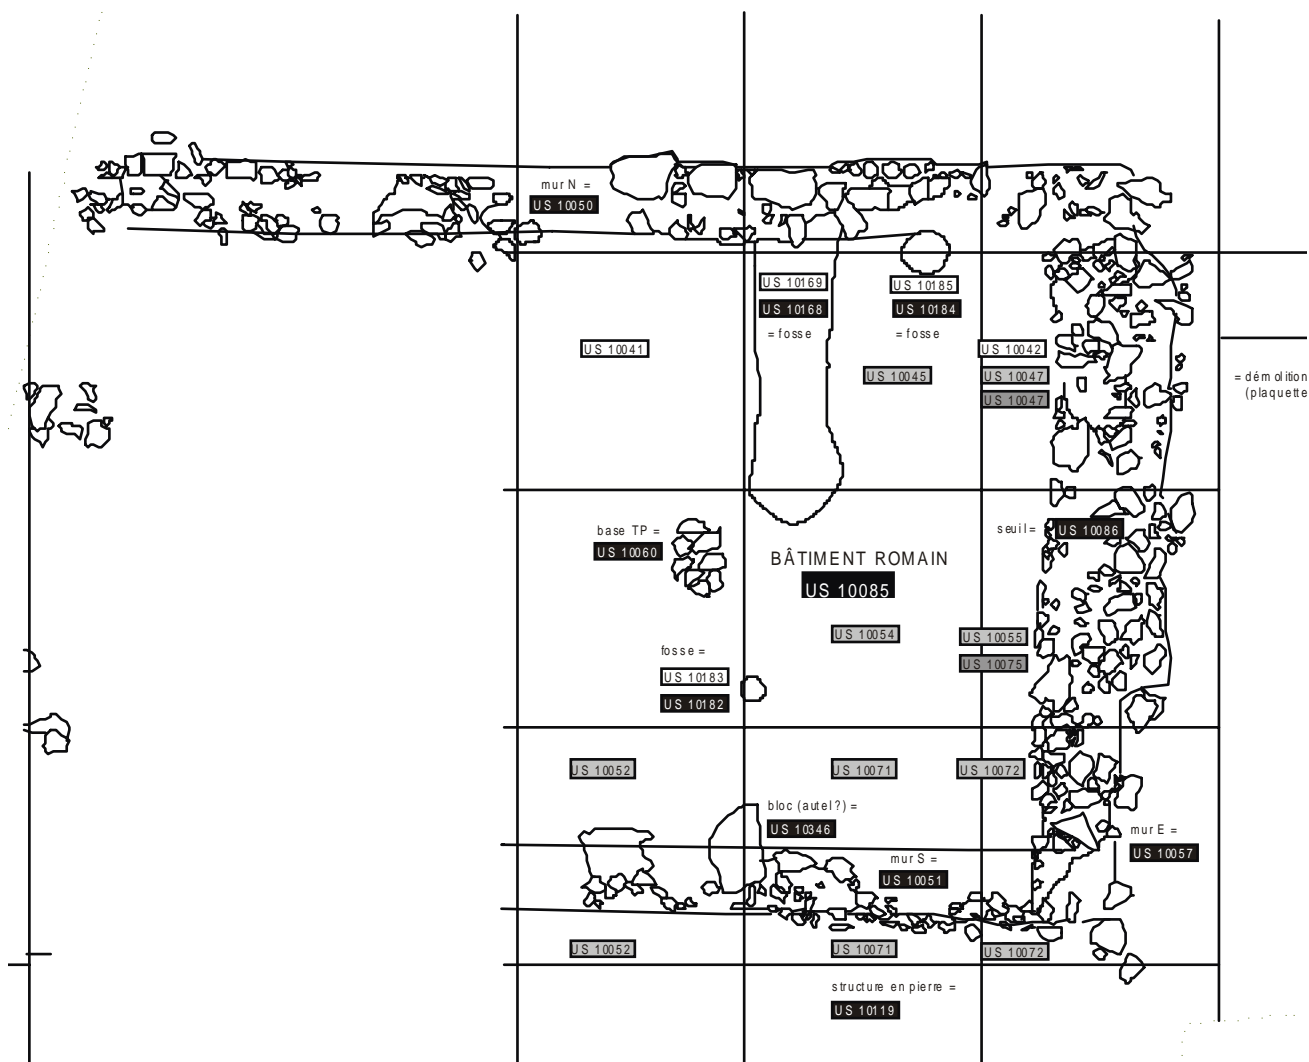 mur N =
US 10050
US 10169
US 10168
= fosse
US 10185
US 10184
= fosse
US 10041
US 10042
US 10045
US 10047
US 10047
= démolition
(plaquette
base TP =
US 10060
seuil =
US 10086
BÂTIMENT ROMAIN
US 10085
US 10054
US 10055
US 10075
fosse =
US 10183
US 10182
US 10052
US 10071
US 10072
bloc (autel ?) =
US 10346
mur E =
US 10057
mur S =
US 10051
US 10052
US 10071
US 10072
structure en pierre =
US 10119